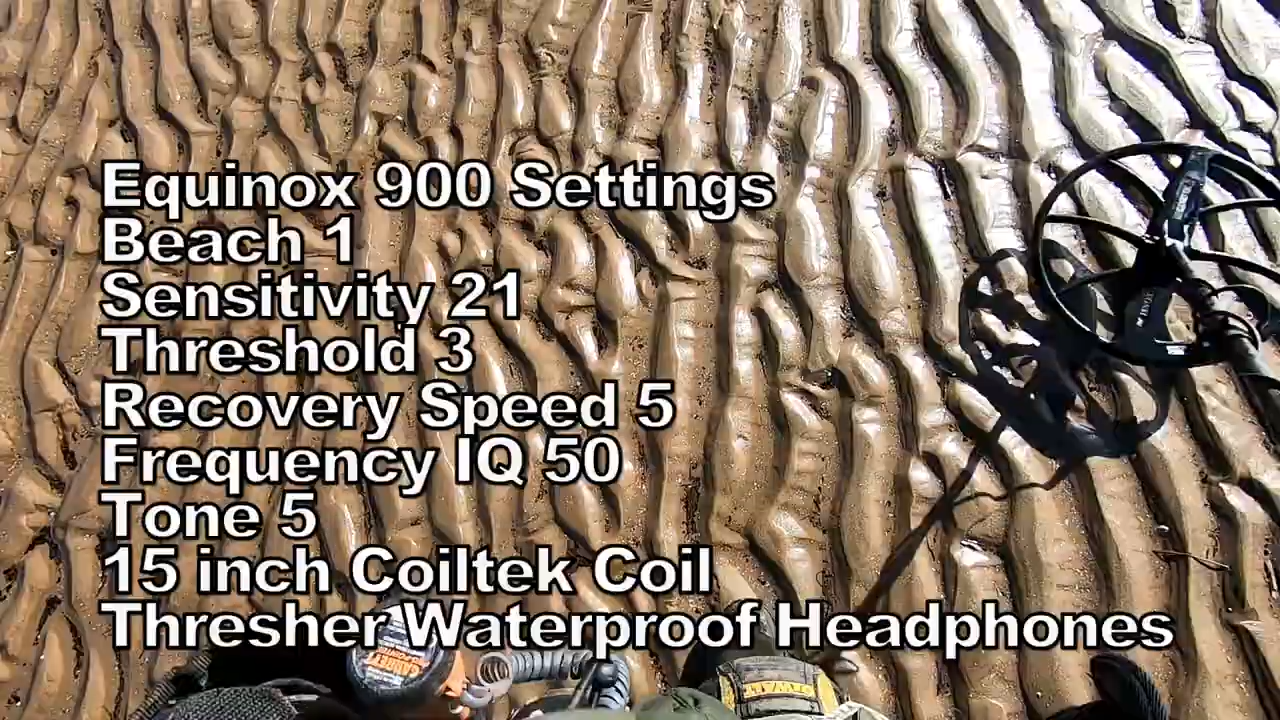 Equinox 900 Settings
Beach 1
Sensitivity 21
Threshold 3
Recovery Speed 5
Frequency IQ 50
Tone 5
15 inch Coiltek Coil
Thresher Waterproof Headphones
DEWALT